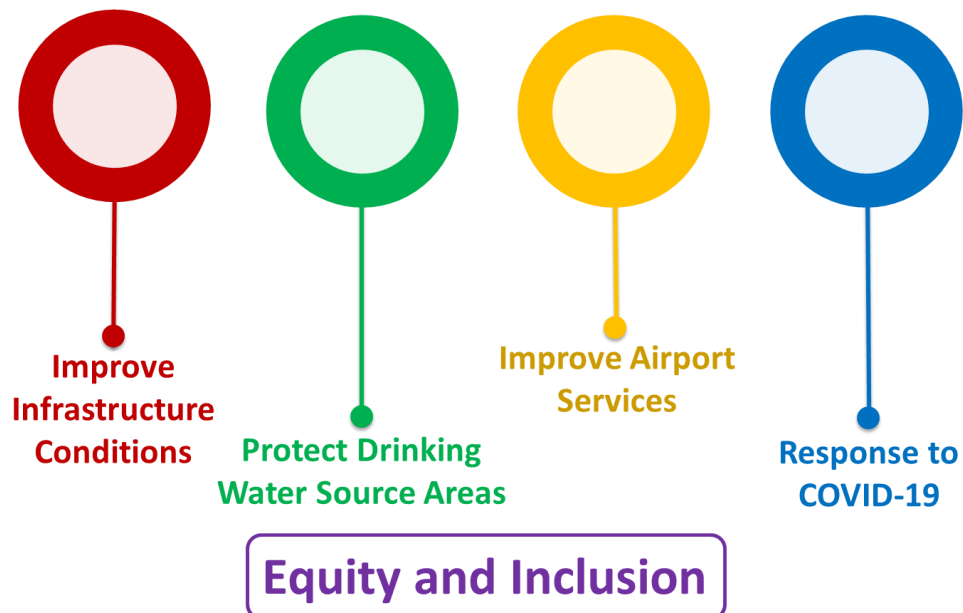 Improve
Infrastructure
Conditions
Protect Drinking
Water Source Areas
Improve Airport
Services
Response to
COVID-19
Equity and Inclusion